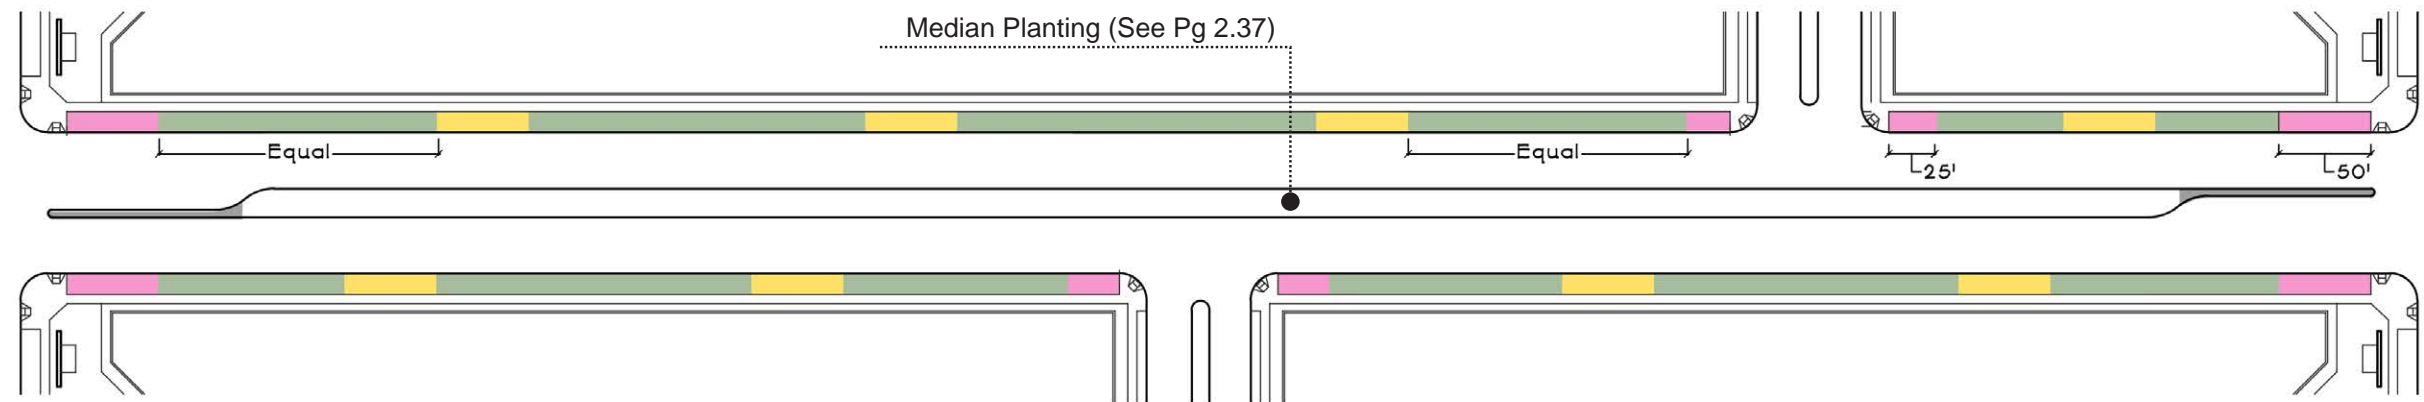 Median Planting (See Pg 2.37)
Equal
Equal
25'
50'